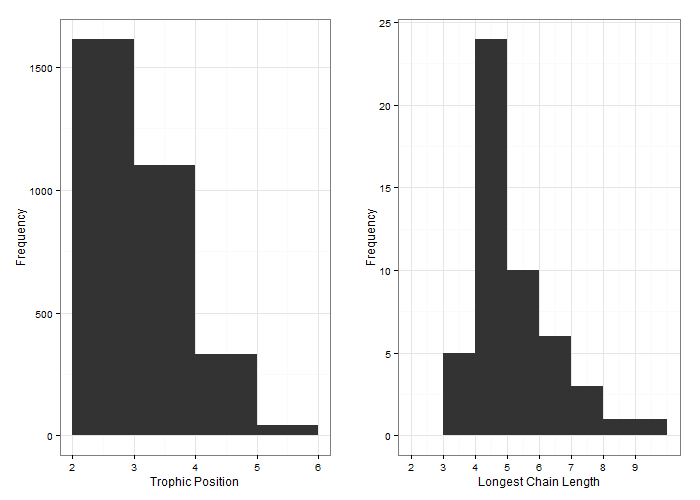 1500
1000
500
0
Frequency
2 3 4 5 6
Trophic Position
25
20
15
10
5
0
Frequency
2 3 4 5 6 7 8 9
Longest Chain Length